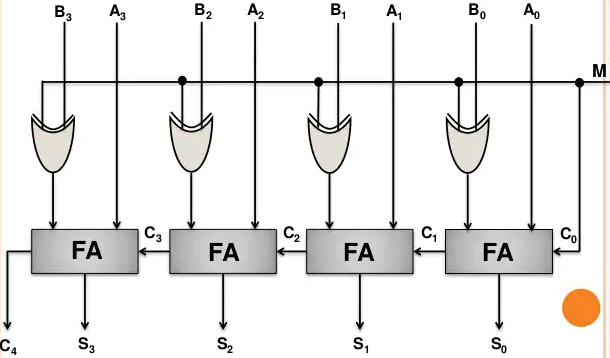 B₃ A₃ B₂ A₂ B₁ A₁ B₀ A₀
M
C₃ C₂ C₁ C₀
FA FA FA FA
C₄ S₃ S₂ S₁ S₀